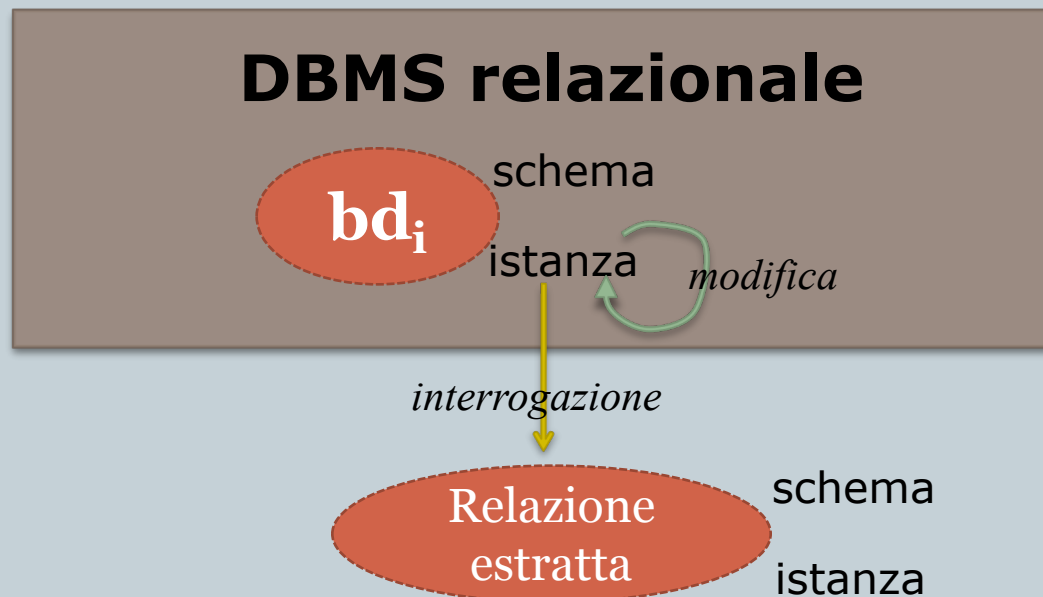 DBMS relazionale
schema
bdi
istanza
modifica
interrogazione
Relazione
estratta
schema
istanza